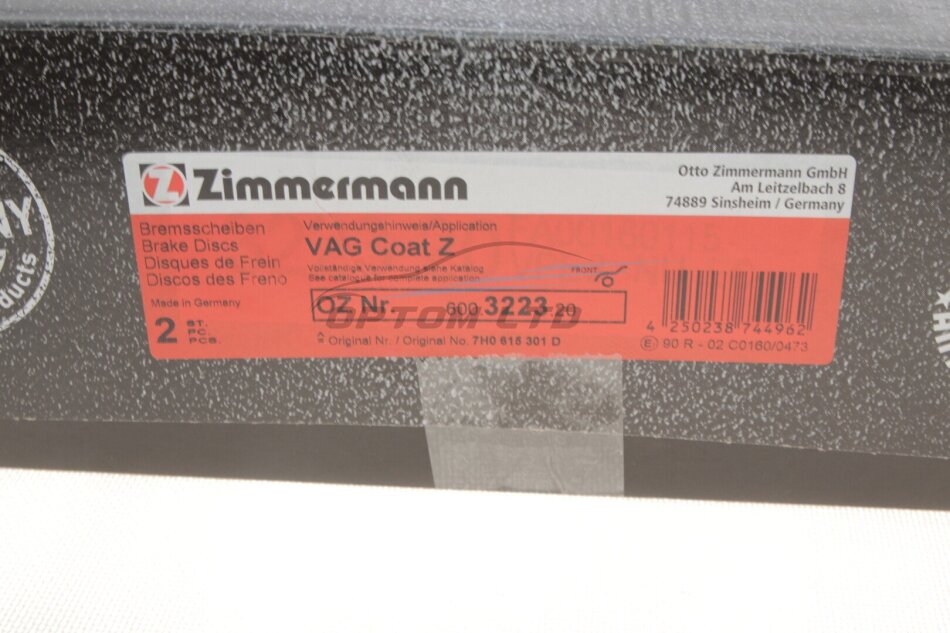 Zimmermann
Otto Zimmermann GmbH
Am Leitzelbach 8
74889 Sinsheim / Germany
Bremsscheiben
Brake Discs
Disques de Frein
Discos des Freno
Made in Germany
2 ST.
PC.
PCS.
Verwendungshinweis/Application
VAG Coat Z
Vollständige Verwendung siehe Katalog
See catalogue for complete application
FRONT
OZ Nr. 600.3223.20
OPTOM LTD
Original Nr. / Original No. 7H0 615 301 D
4 250238 744962
E 90 R - 02 C0160/0473
ducts